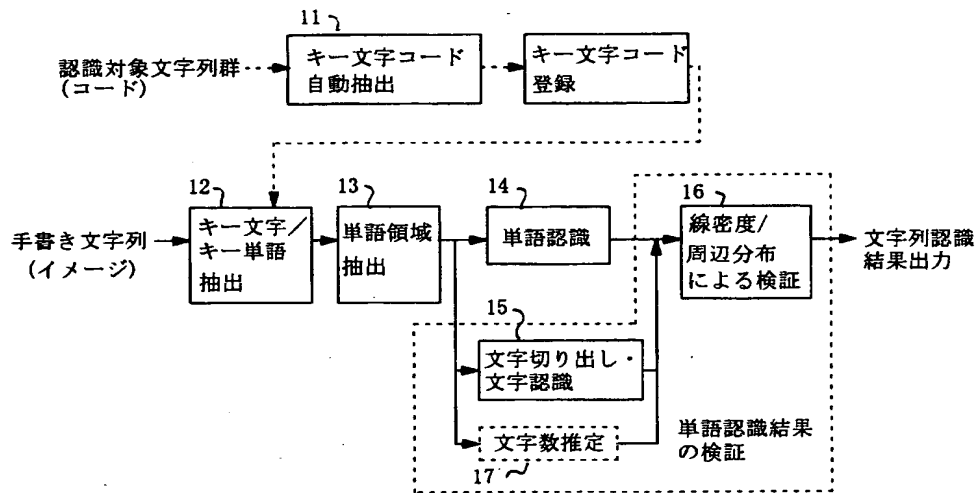 11
キー文字コード
自動抽出
キー文字コード
登録
認識対象文字列群
(コード)
12
キー文字/
キー単語
抽出
13
単語領域
抽出
14
単語認識
16
線密度/
周辺分布
による検証
手書き文字列
(イメージ)
文字列認識
結果出力
15
文字切り出し・
文字認識
文字数推定
17
単語認識結果
の検証